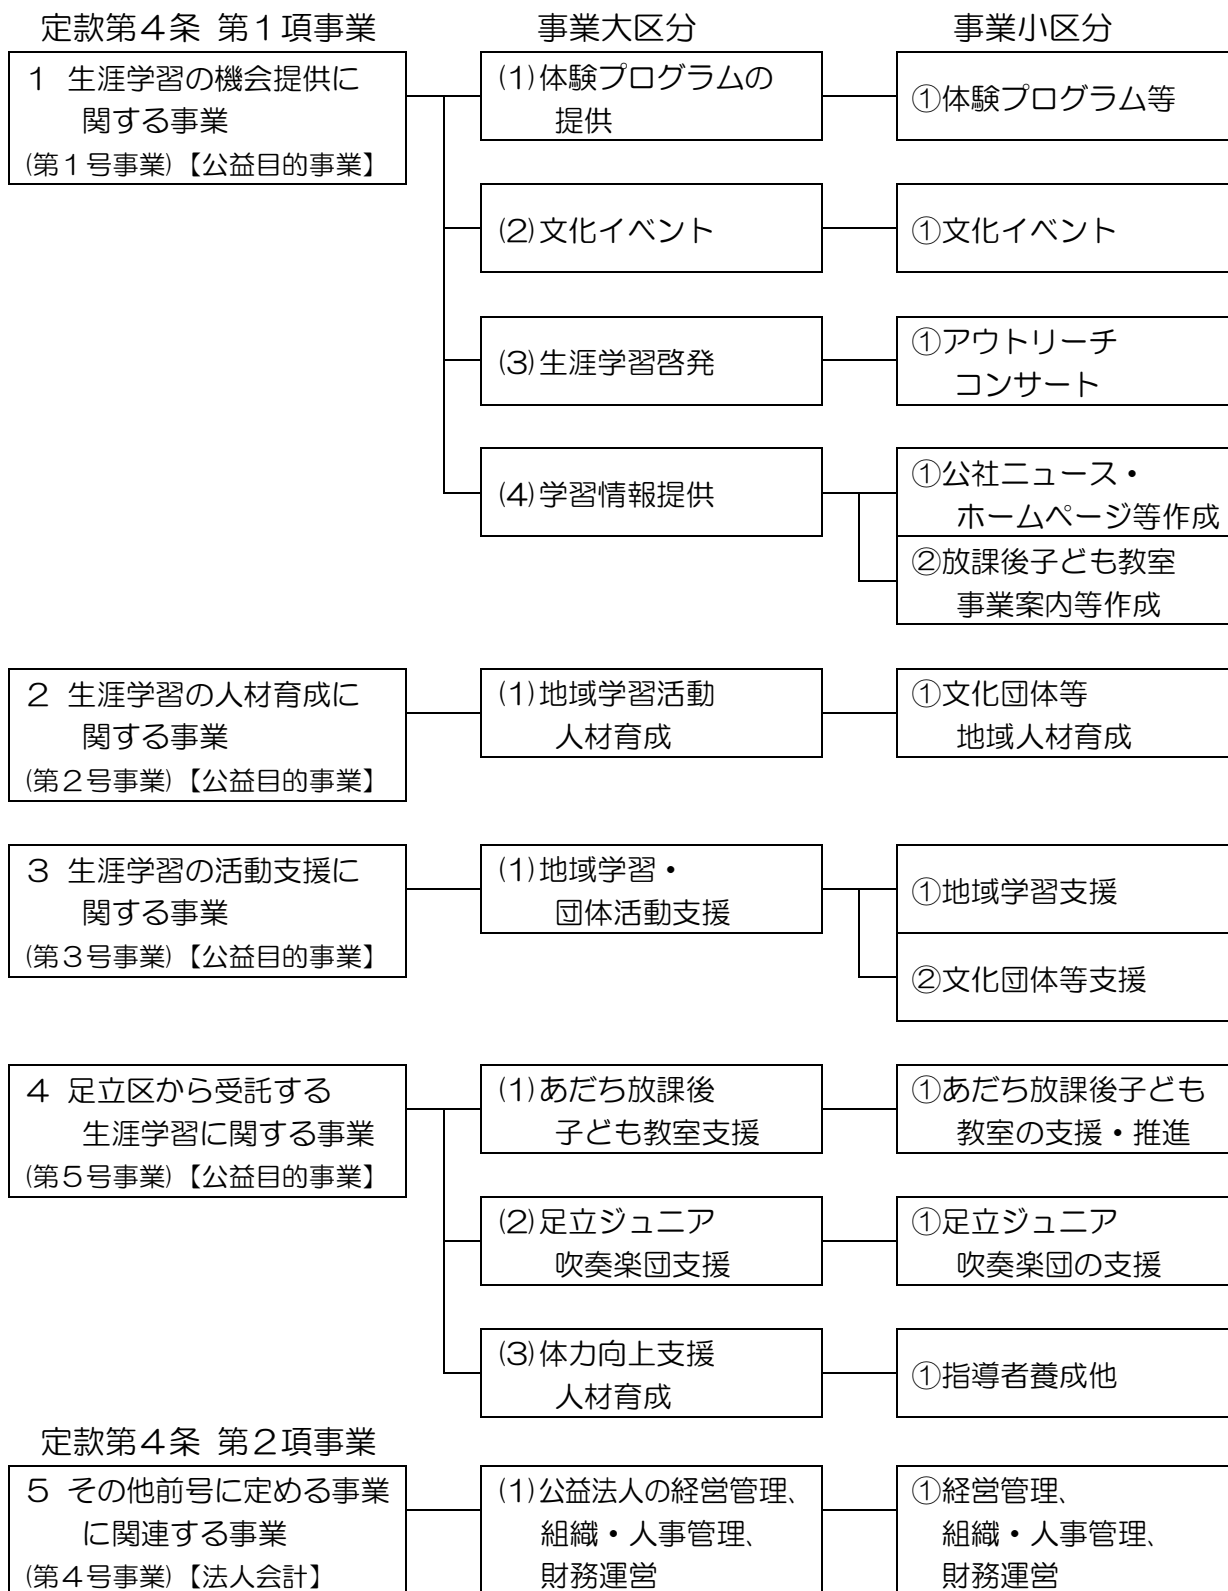 定款第４条 第１項事業
事業大区分
事業小区分
１ 生涯学習の機会提供に
関する事業
(第１号事業)【公益目的事業】
(1)体験プログラムの
提供
①体験プログラム等
(2)文化イベント
①文化イベント
(3)生涯学習啓発
①アウトリーチ
コンサート
(4)学習情報提供
①公社ニュース・
ホームページ等作成
②放課後子ども教室
事業案内等作成
２ 生涯学習の人材育成に
関する事業
(第２号事業)【公益目的事業】
(1)地域学習活動
人材育成
①文化団体等
地域人材育成
３ 生涯学習の活動支援に
関する事業
(第３号事業)【公益目的事業】
(1)地域学習・
団体活動支援
①地域学習支援
②文化団体等支援
４ 足立区から受託する
生涯学習に関する事業
(第５号事業)【公益目的事業】
(1)あだち放課後
子ども教室支援
①あだち放課後子ども
教室の支援・推進
(2)足立ジュニア
吹奏楽団支援
①足立ジュニア
吹奏楽団の支援
(3)体力向上支援
人材育成
①指導者養成他
定款第４条 第２項事業
５ その他前号に定める事業
に関連する事業
(第４号事業)【法人会計】
(1)公益法人の経営管理、
組織・人事管理、
財務運営
①経営管理、
組織・人事管理、
財務運営